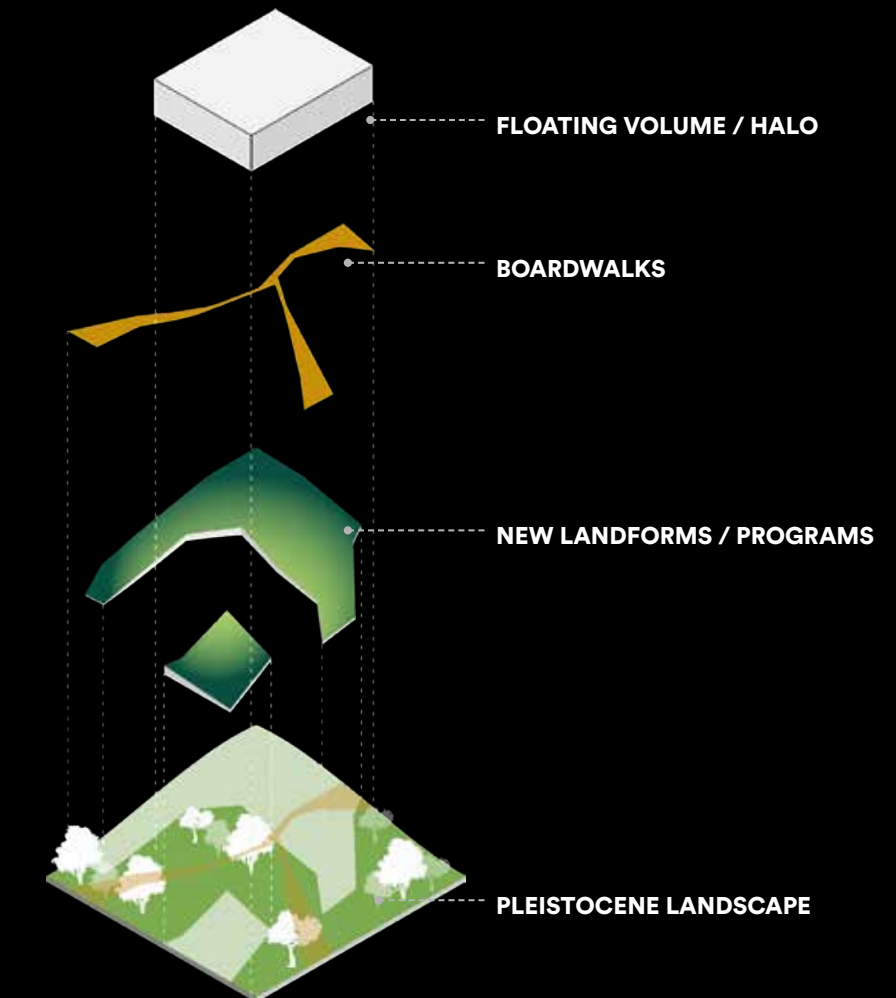 FLOATING VOLUME / HALO
BOARDWALKS
NEW LANDFORMS / PROGRAMS
PLEISTOCENE LANDSCAPE